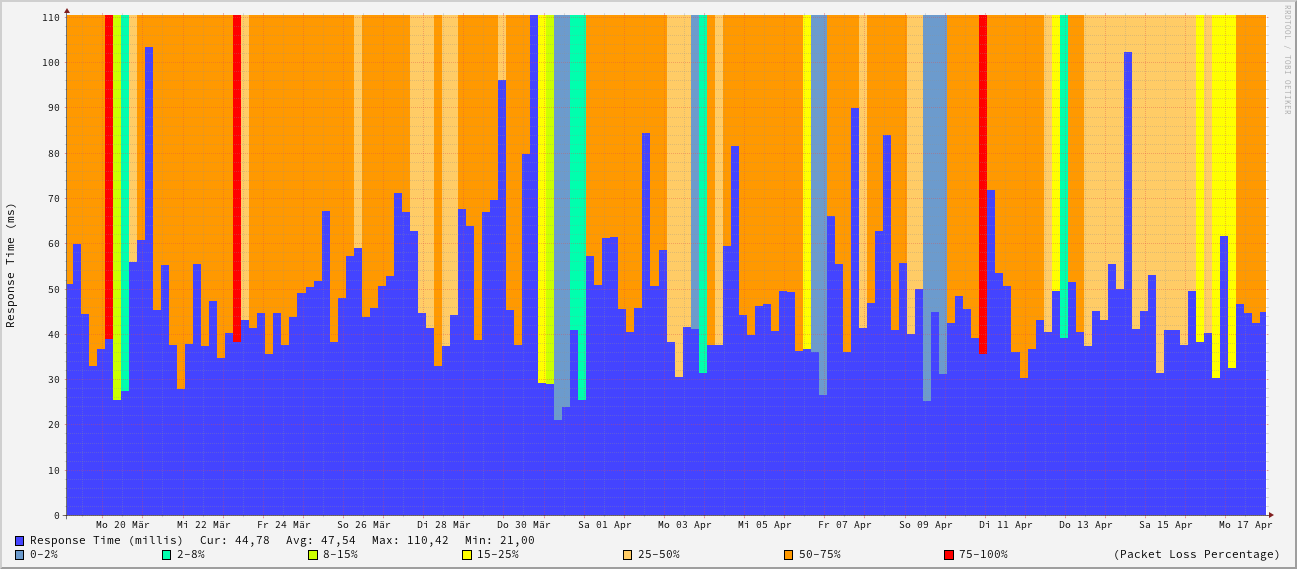 RRDTOOL / TOBI OETIKER
Response Time (ms)
110
100
90
80
70
60
50
40
30
20
10
0
Mo 20 Mär Mi 22 Mär Fr 24 Mär So 26 Mär Di 28 Mär Do 30 Mär Sa 01 Apr Mo 03 Apr Mi 05 Apr Fr 07 Apr So 09 Apr Di 11 Apr Do 13 Apr Sa 15 Apr Mo 17 Apr
Response Time (millis) Cur: 44,78 Avg: 47,54 Max: 110,42 Min: 21,00
0-2% 2-8% 8-15% 15-25% 25-50% 50-75% 75-100% (Packet Loss Percentage)